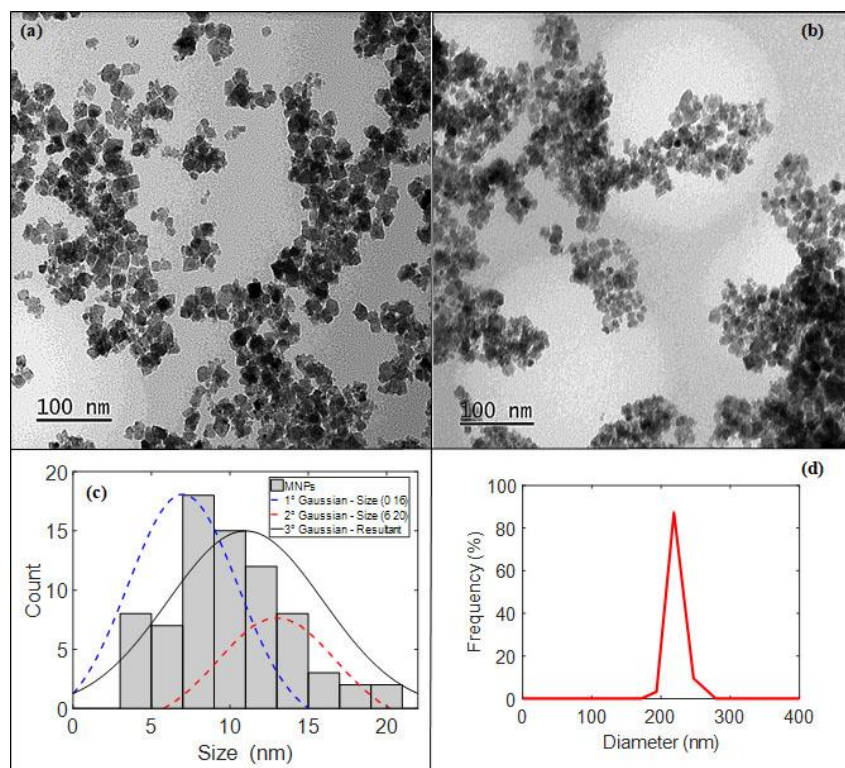 (a)
(b)
100 nm
100 nm
(c)
MNPs
1° Gaussian - Size (0 16)
2° Gaussian - Size (6 20)
3° Gaussian - Resultant
20
15
10
5
0
Count
0 5 10 15 20
Size (nm)
(d)
100
80
60
40
20
0
Frequency (%)
0 100 200 300 400
Diameter (nm)